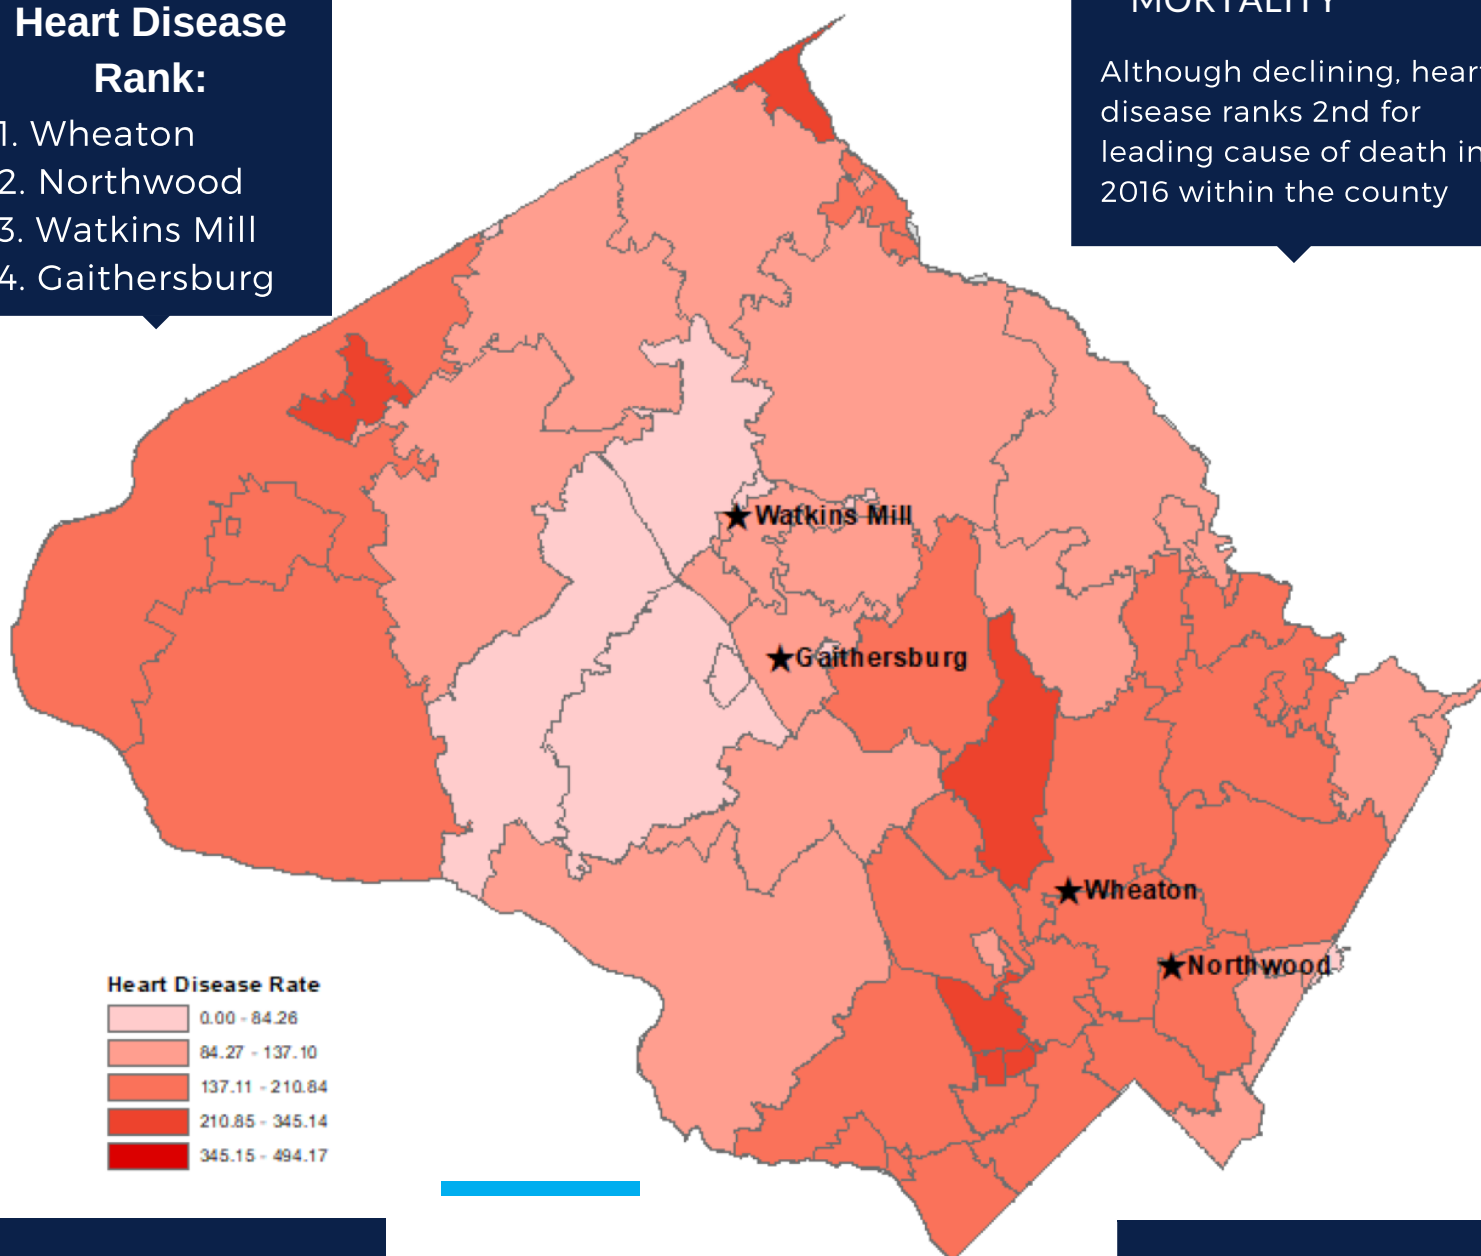 Heart Disease
Rank:
1. Wheaton
2. Northwood
3. Watkins Mill
4. Gaithersburg
MORTALITY
Although declining, heart
disease ranks 2nd for
leading cause of death in
2016 within the county
Watkins Mill
Gaithersburg
Wheaton
Northwood
Heart Disease Rate
0.00 - 84.26
84.27 - 137.10
137.11 - 210.84
210.85 - 345.14
345.15 - 494.17